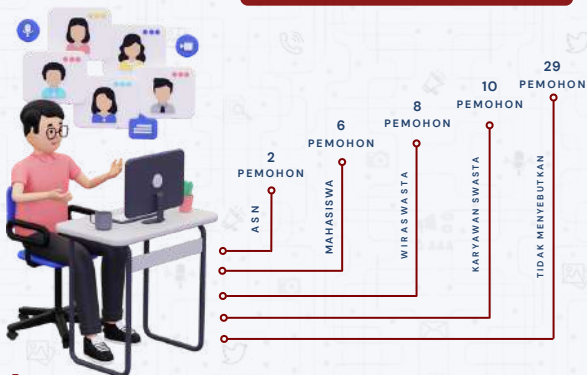 2
PEMOHON
ASN
6
PEMOHON
MAHASISWA
8
PEMOHON
WIRASWASTA
10
PEMOHON
KARYAWAN SWASTA
29
PEMOHON
TIDAK MENYEBUTKAN